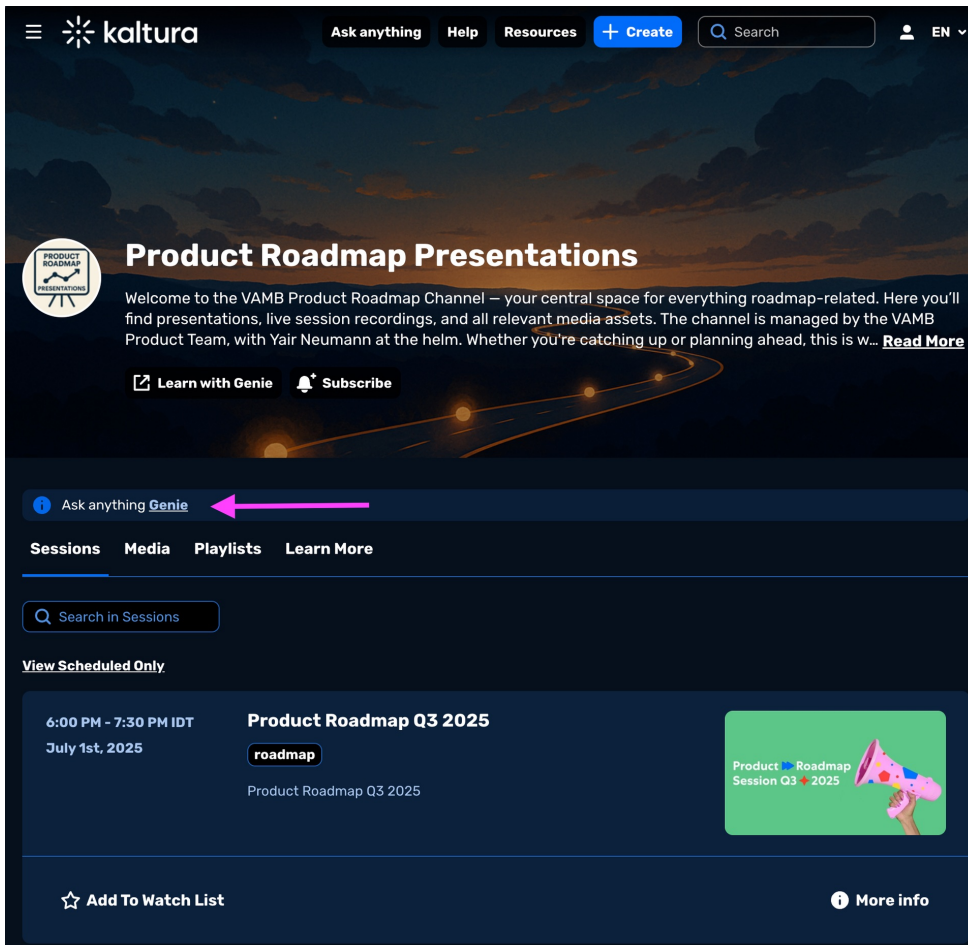 kaltura
Ask anything
Help
Resources
+ Create
Search
EN
PRODUCT
ROADMAP
PRESENTATIONS
Product Roadmap Presentations
Welcome to the VAMB Product Roadmap Channel — your central space for everything roadmap-related. Here you'll
find presentations, live session recordings, and all relevant media assets. The channel is managed by the VAMB
Product Team, with Yair Neumann at the helm. Whether you're catching up or planning ahead, this is w... Read More
Learn with Genie
Subscribe
Ask anything Genie
Sessions
Media
Playlists
Learn More
Search in Sessions
View Scheduled Only
6:00 PM - 7:30 PM IDT
July 1st, 2025
Product Roadmap Q3 2025
roadmap
Product Roadmap Q3 2025
Product Roadmap
Session Q3 2025
Add To Watch List
More info